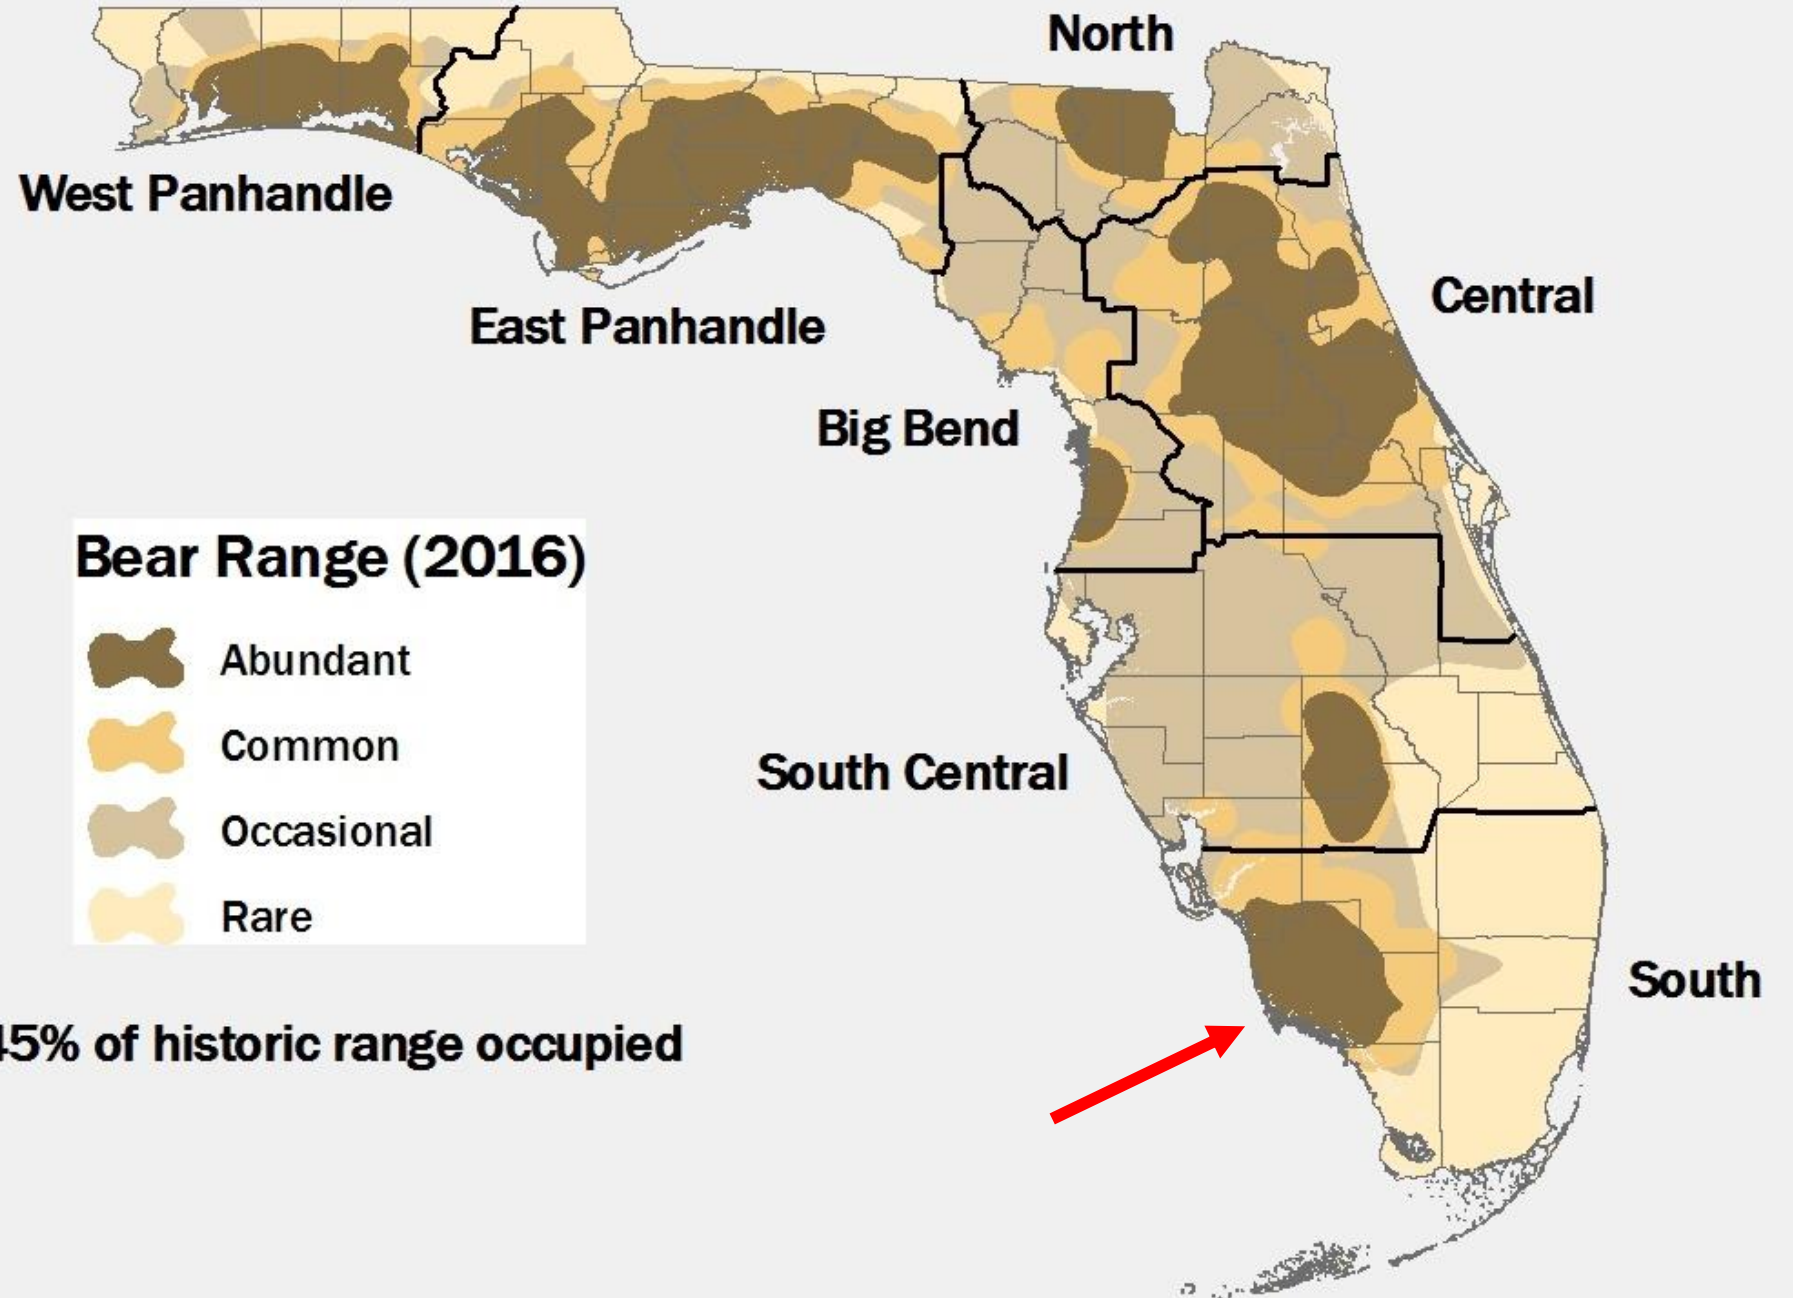 North
West Panhandle
Central
East Panhandle
Big Bend
Bear Range (2016)
Abundant
Common
Occasional
Rare
South Central
South
45% of historic range occupied